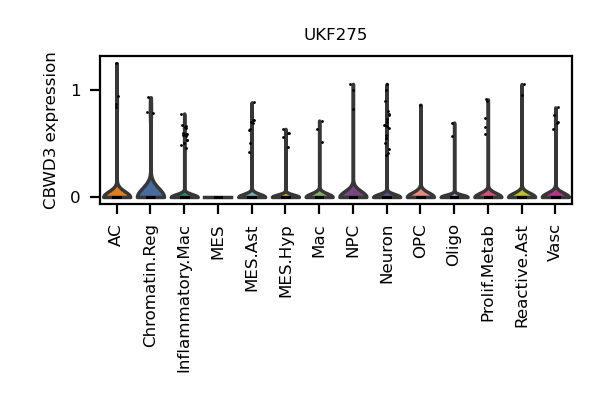 UKF275
CBWD3 expression
1
0
AC
Chromatin.Reg
Inflammatory.Mac
MES
MES.Ast
MES.Hyp
Mac
NPC
Neuron
OPC
Oligo
Prolif.Metab
Reactive.Ast
Vasc